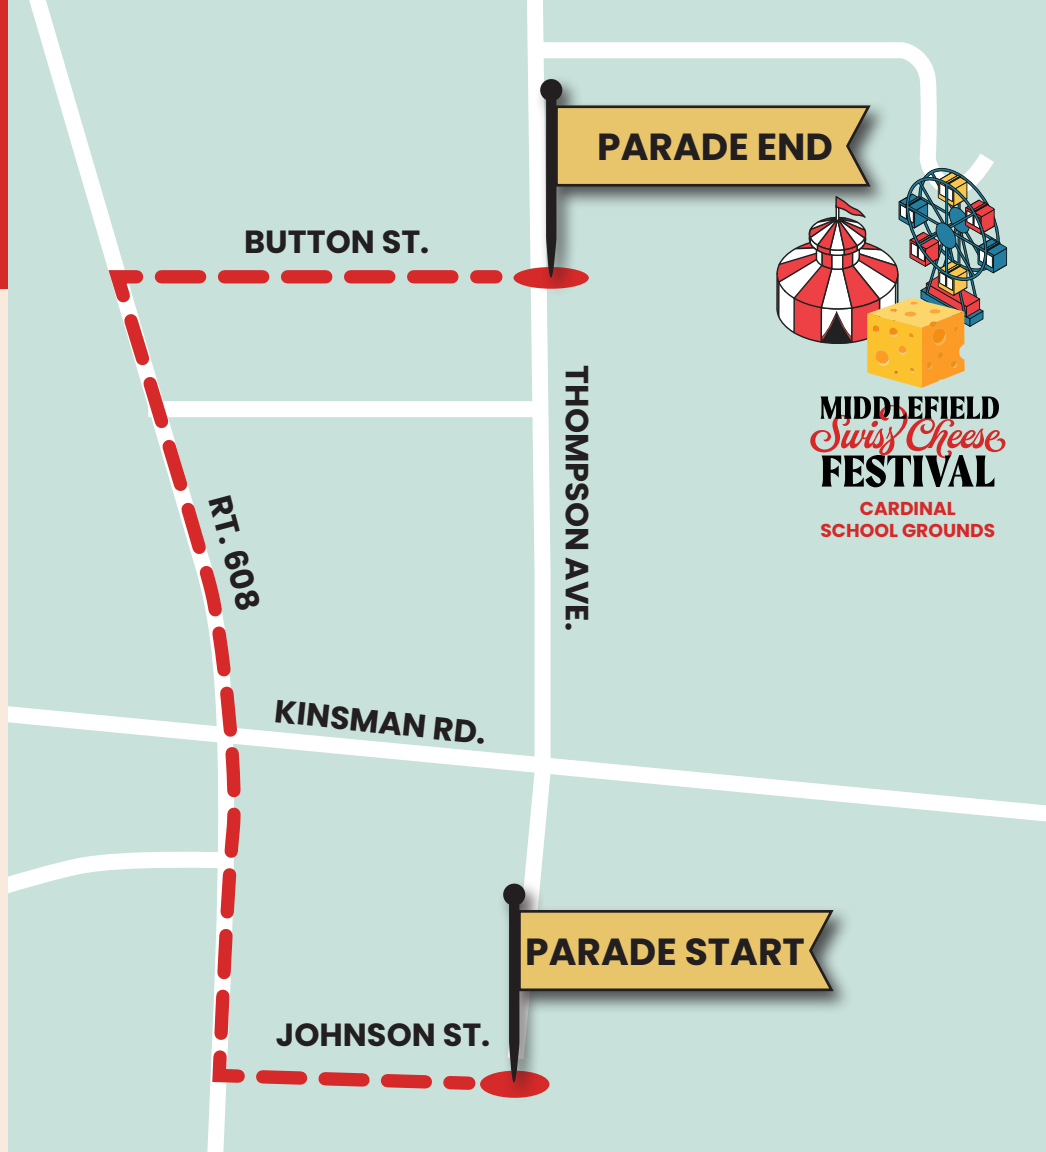 PARADE END
BUTTON ST.
THOMPSON AVE.
MIDDLEFIELD
Swiss Cheese
FESTIVAL
CARDINAL
SCHOOL GROUNDS
RT. 608
KINSMAN RD.
PARADE START
JOHNSON ST.